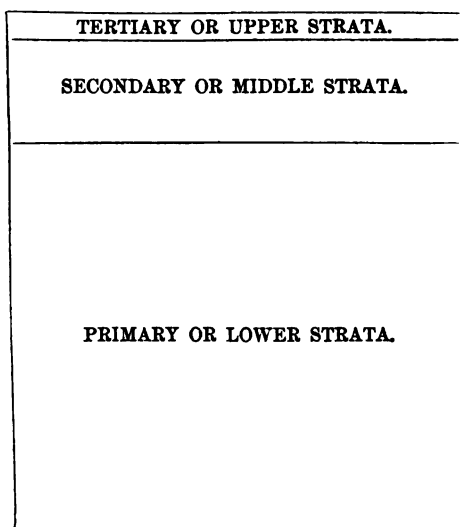 TERTIARY OR UPPER STRATA.
SECONDARY OR MIDDLE STRATA.
PRIMARY OR LOWER STRATA.